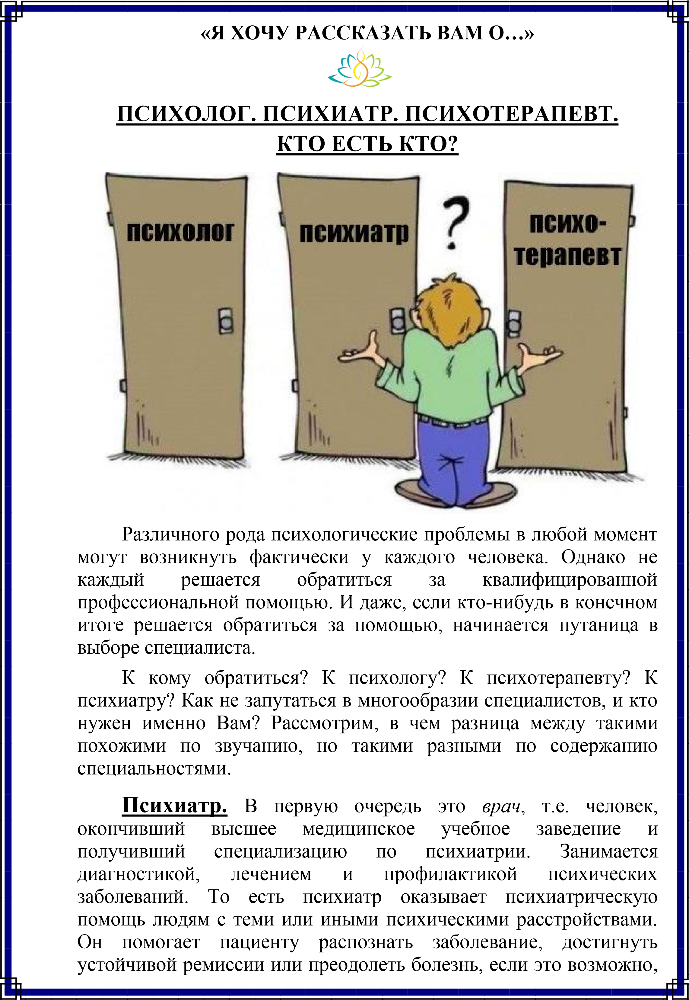 «Я ХОЧУ РАССКАЗАТЬ ВАМ О…»
ПСИХОЛОГ. ПСИХИАТР. ПСИХОТЕРАПЕВТ.
КТО ЕСТЬ КТО?
психолог
психиатр
?
психо-
терапевт
Различного рода психологические проблемы в любой момент
могут возникнуть фактически у каждого человека. Однако не
каждый решается обратиться за квалифицированной
профессиональной помощью. И даже, если кто-нибудь в конечном
итоге решается обратиться за помощью, начинается путаница в
выборе специалиста.
К кому обратиться? К психологу? К психотерапевту? К
психиатру? Как не запутаться в многообразии специалистов, и кто
нужен именно Вам? Рассмотрим, в чем разница между такими
похожими по звучанию, но такими разными по содержанию
специальностями.
Психиатр. В первую очередь это врач, т.е. человек,
окончивший высшее медицинское учебное заведение и
получивший специализацию по психиатрии. Занимается
диагностикой, лечением и профилактикой психических
заболеваний. То есть психиатр оказывает психиатрическую
помощь людям с теми или иными психическими расстройствами.
Он помогает пациенту распознать заболевание, достигнуть
устойчивой ремиссии или преодолеть болезнь, если это возможно,